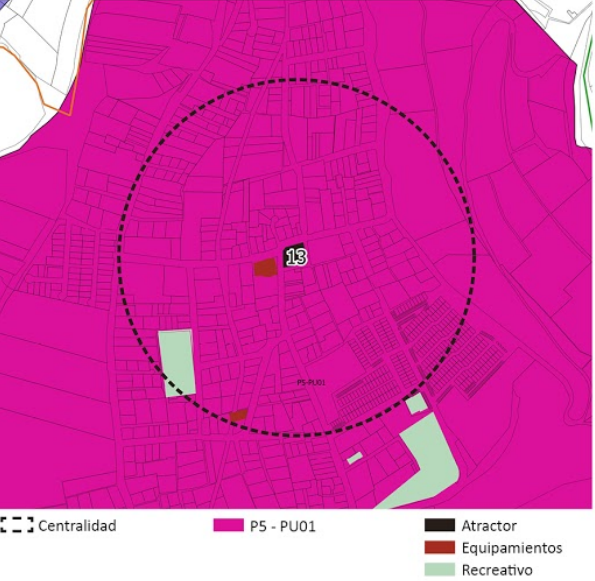 13
P5-PU01
Centralidad
P5 - PU01
Atractor
Equipamientos
Recreativo